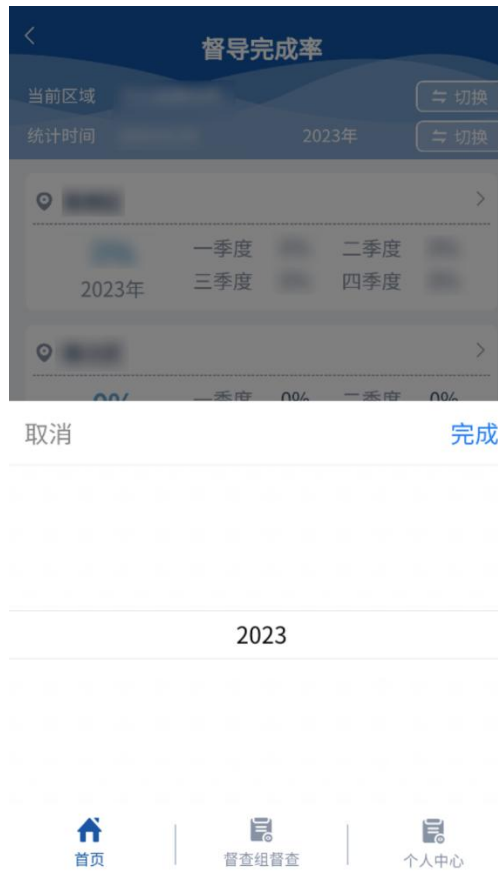 督导完成率
当前区域 切换
统计时间 2023年 切换
一季度 二季度
2023年 三季度 四季度
0% 一季度 0% 二季度 0%
取消 完成
2023
首页 督查组督查 个人中心